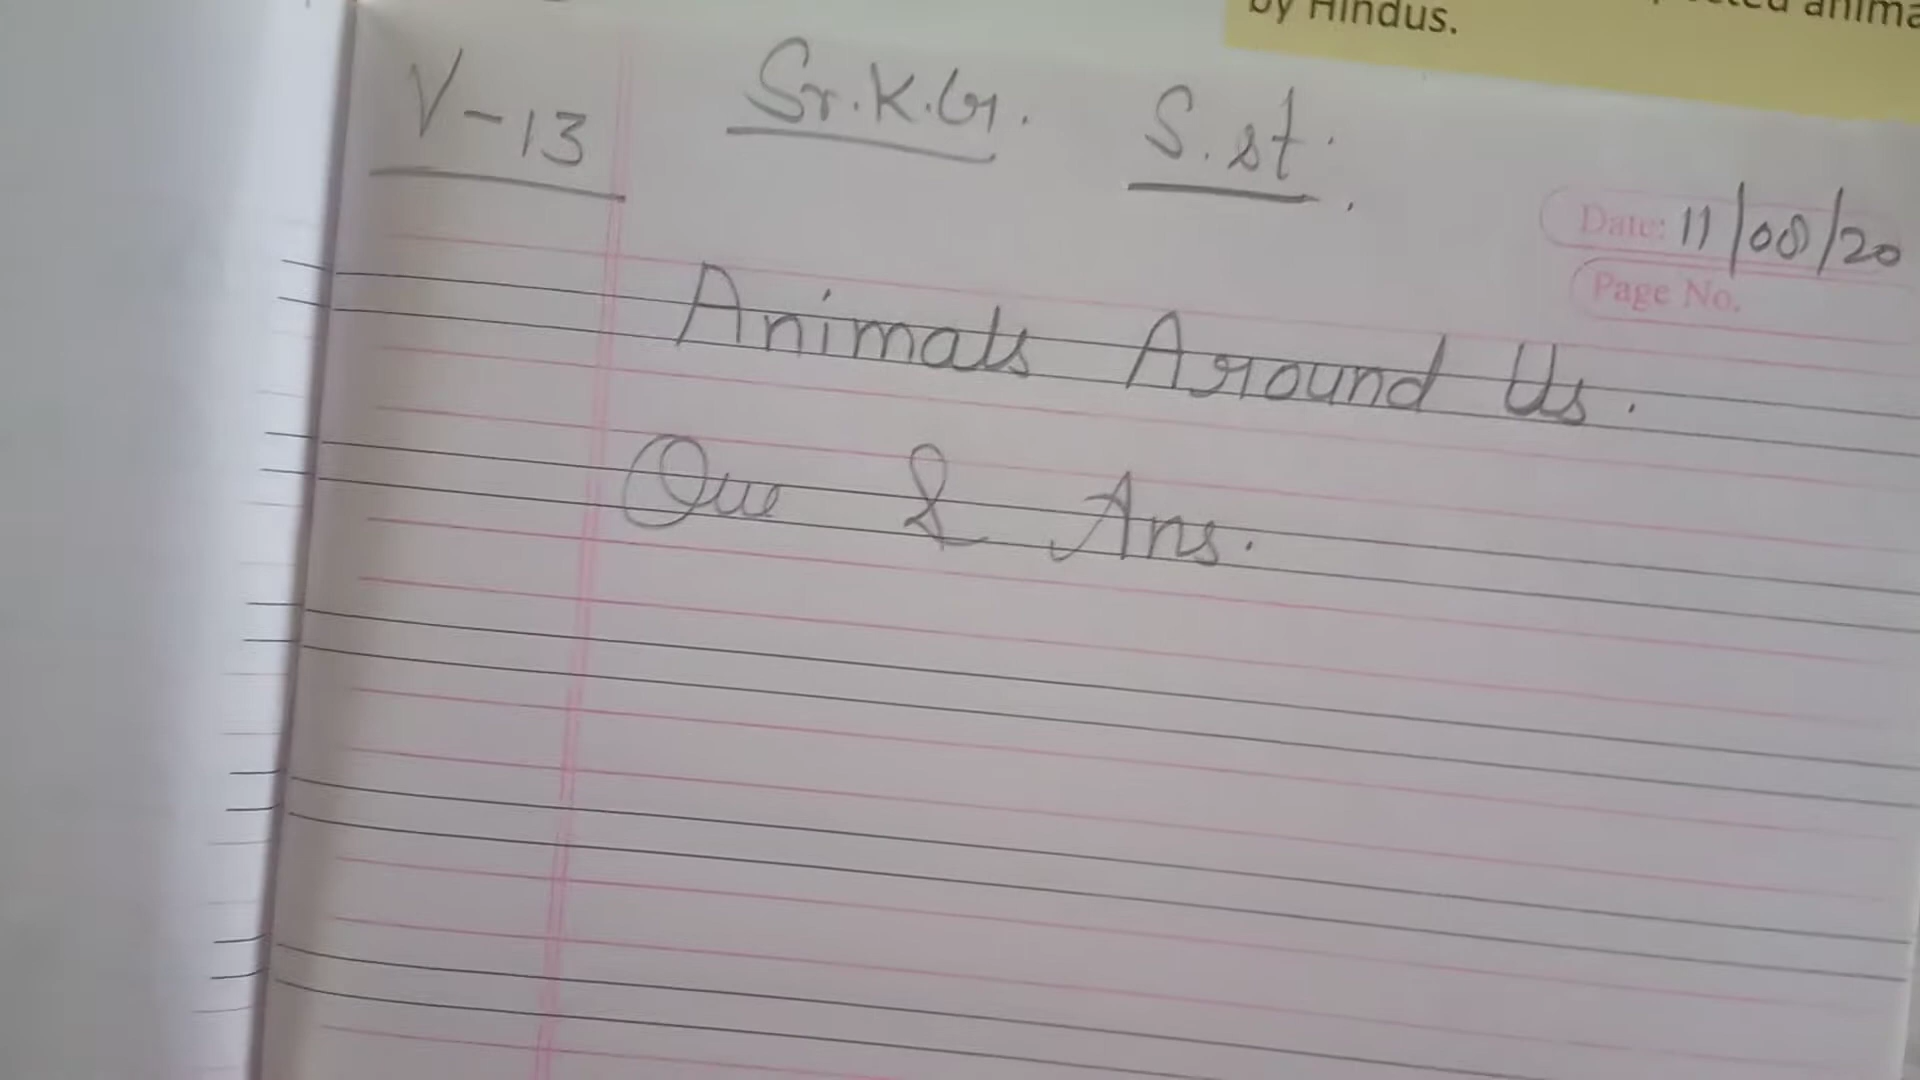 by Hindus.
V-13 Sr.K.G. S.st.
Date: 11/08/20
Page No.
Animals Around Us.
Que & Ans.